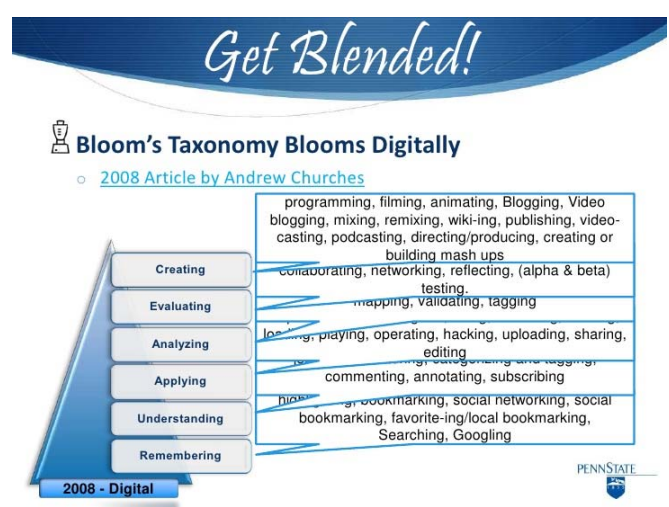 Get Blended!
Bloom's Taxonomy Blooms Digitally
2008 Article by Andrew Churches
programming, filming, animating, Blogging, Video
blogging, mixing, remixing, wiki-ing, publishing, video-
casting, podcasting, directing/producing, creating or
building mash ups
Creating
collaborating, networking, reflecting, (alpha & beta)
testing.
Evaluating
mapping, validating, tagging
Analyzing
playing, operating, hacking, uploading, sharing,
editing
Applying
categorizing and tagging,
commenting, annotating, subscribing
Understanding
bookmarking, social networking, social
bookmarking, favorite-ing/local bookmarking,
Searching, Googling
Remembering
2008 - Digital
PENNSTATE